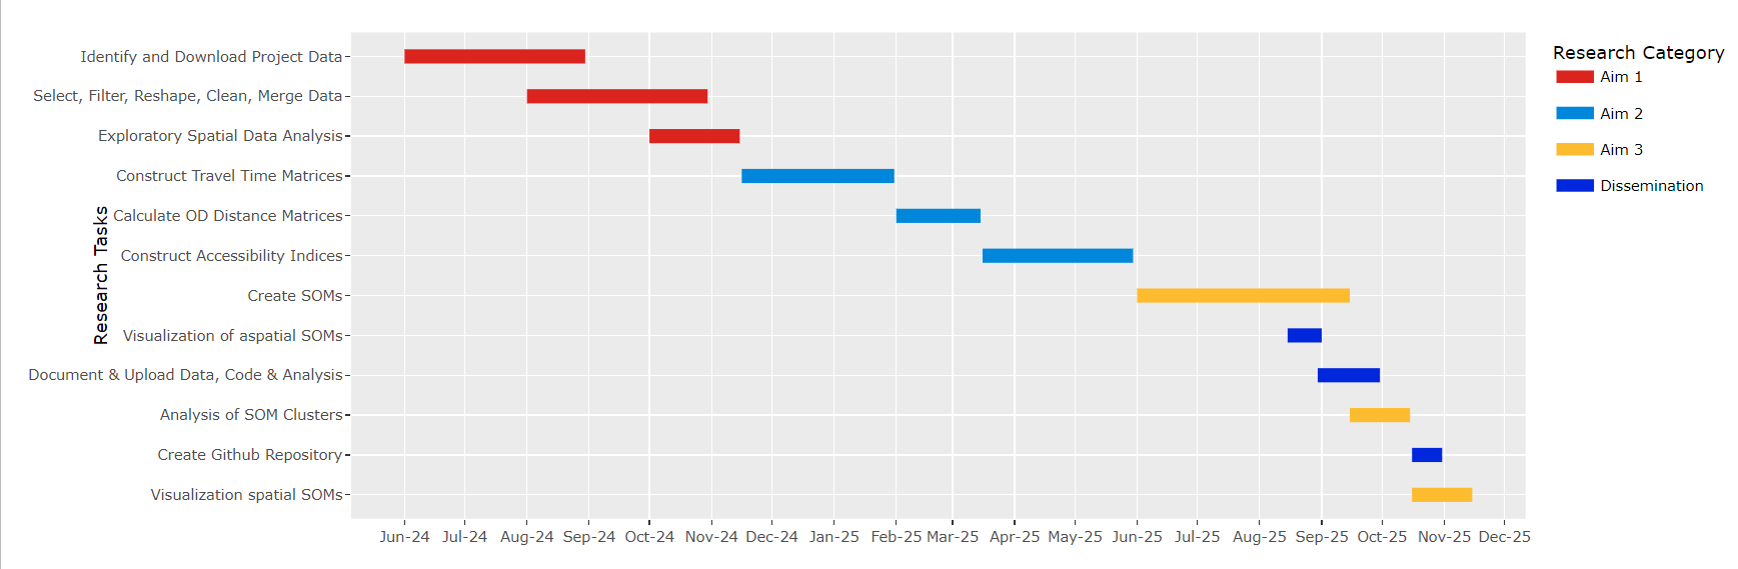 Research Tasks
Identify and Download Project Data
Select, Filter, Reshape, Clean, Merge Data
Exploratory Spatial Data Analysis
Construct Travel Time Matrices
Calculate OD Distance Matrices
Construct Accessibility Indices
Create SOMs
Visualization of aspatial SOMs
Document & Upload Data, Code & Analysis
Analysis of SOM Clusters
Create Github Repository
Visualization spatial SOMs
Jun-24 Jul-24 Aug-24 Sep-24 Oct-24 Nov-24 Dec-24 Jan-25 Feb-25 Mar-25 Apr-25 May-25 Jun-25 Jul-25 Aug-25 Sep-25 Oct-25 Nov-25 Dec-25
Research Category
Aim 1
Aim 2
Aim 3
Dissemination